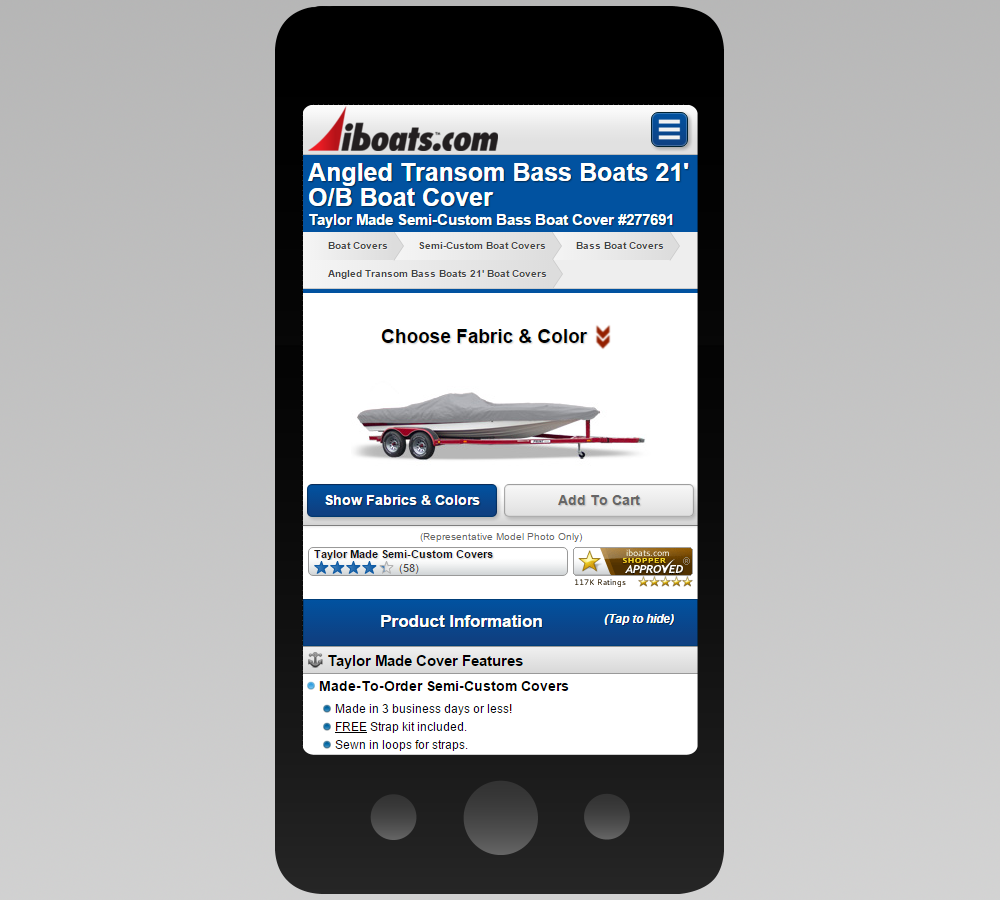 iboats.com™
Angled Transom Bass Boats 21'
O/B Boat Cover
Taylor Made Semi-Custom Bass Boat Cover #277691
Boat Covers Semi-Custom Boat Covers Bass Boat Covers
Angled Transom Bass Boats 21' Boat Covers
Choose Fabric & Color
Show Fabrics & Colors Add To Cart
(Representative Model Photo Only)
Taylor Made Semi-Custom Covers
(58)
iboats.com
SHOPPER ®
APPROVED
117K Ratings
Product Information (Tap to hide)
Taylor Made Cover Features
Made-To-Order Semi-Custom Covers
Made in 3 business days or less!
FREE Strap kit included.
Sewn in loops for straps.